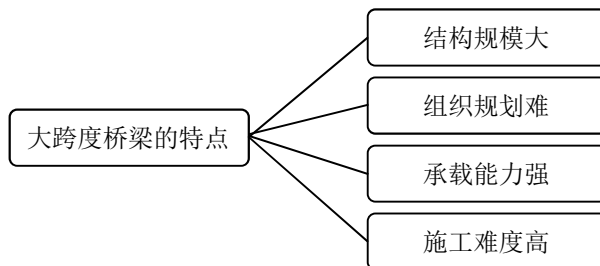 大跨度桥梁的特点
结构规模大
组织规划难
承载能力强
施工难度高